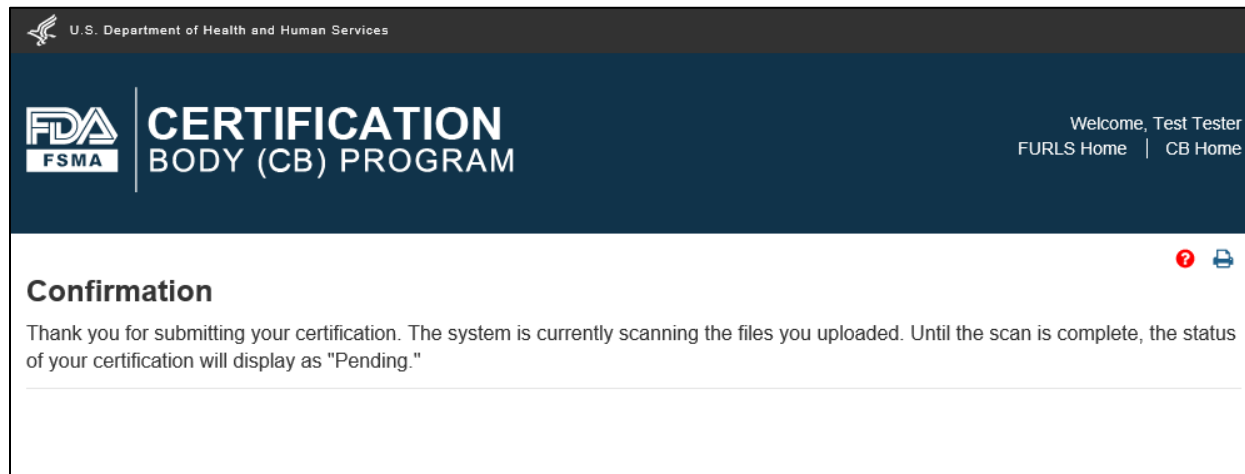 U.S. Department of Health and Human Services
FDA
FSMA
CERTIFICATION
BODY (CB) PROGRAM
Welcome, Test Tester
FURLS Home | CB Home
?
Confirmation
Thank you for submitting your certification. The system is currently scanning the files you uploaded. Until the scan is complete, the status
of your certification will display as "Pending."